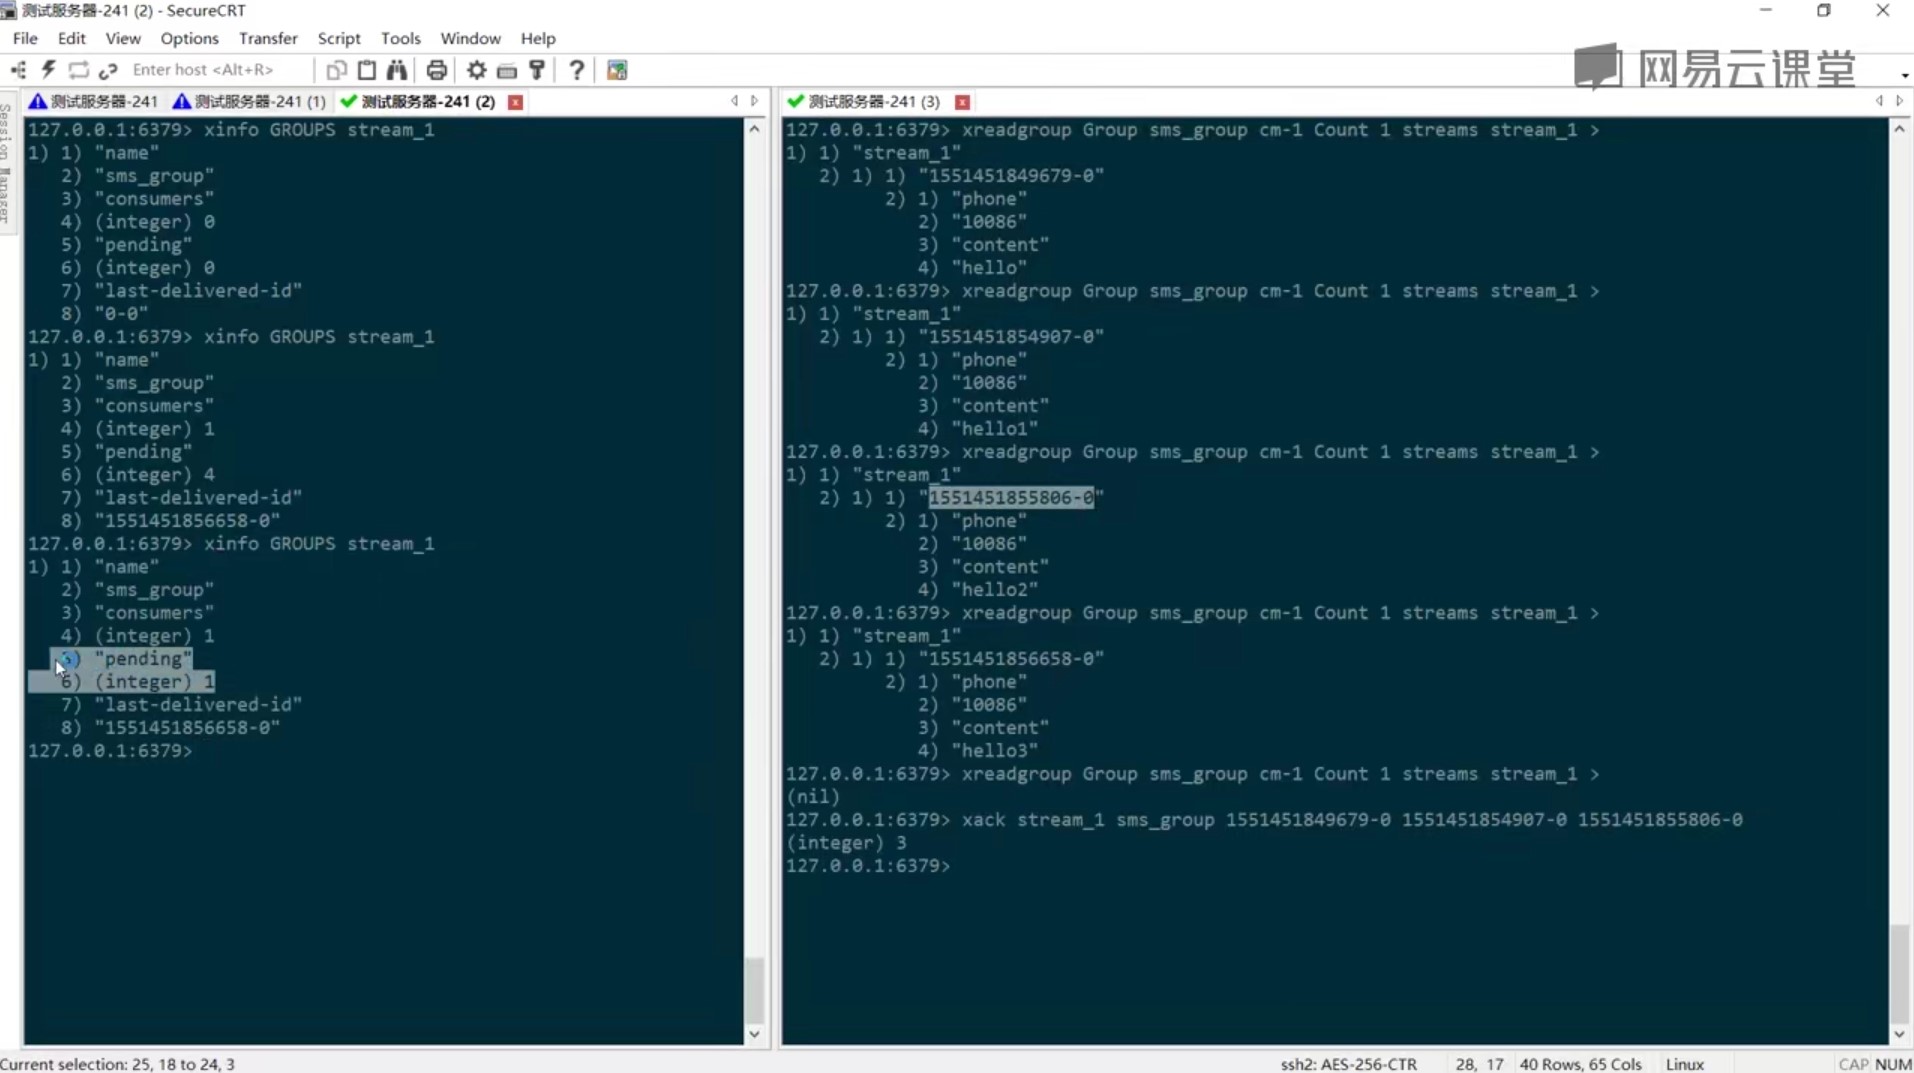 测试服务器-241 (2) - SecureCRT
File Edit View Options Transfer Script Tools Window Help
Enter host <Alt+R>
网易云课堂
Session Manager
测试服务器-241 测试服务器-241 (1) 测试服务器-241 (2)
127.0.0.1:6379> xinfo GROUPS stream_1
1) 1) "name"
2) "sms_group"
3) "consumers"
4) (integer) 0
5) "pending"
6) (integer) 0
7) "last-delivered-id"
8) "0-0"
127.0.0.1:6379> xinfo GROUPS stream_1
1) 1) "name"
2) "sms_group"
3) "consumers"
4) (integer) 1
5) "pending"
6) (integer) 4
7) "last-delivered-id"
8) "1551451856658-0"
127.0.0.1:6379> xinfo GROUPS stream_1
1) 1) "name"
2) "sms_group"
3) "consumers"
4) (integer) 1
5) "pending"
6) (integer) 1
7) "last-delivered-id"
8) "1551451856658-0"
127.0.0.1:6379>
测试服务器-241 (3)
127.0.0.1:6379> xreadgroup Group sms_group cm-1 Count 1 streams stream_1 >
1) 1) "stream_1"
2) 1) 1) "1551451849679-0"
2) 1) "phone"
2) "10086"
3) "content"
4) "hello"
127.0.0.1:6379> xreadgroup Group sms_group cm-1 Count 1 streams stream_1 >
1) 1) "stream_1"
2) 1) 1) "1551451854907-0"
2) 1) "phone"
2) "10086"
3) "content"
4) "hello1"
127.0.0.1:6379> xreadgroup Group sms_group cm-1 Count 1 streams stream_1 >
1) 1) "stream_1"
2) 1) 1) "1551451855806-0"
2) 1) "phone"
2) "10086"
3) "content"
4) "hello2"
127.0.0.1:6379> xreadgroup Group sms_group cm-1 Count 1 streams stream_1 >
1) 1) "stream_1"
2) 1) 1) "1551451856658-0"
2) 1) "phone"
2) "10086"
3) "content"
4) "hello3"
127.0.0.1:6379> xreadgroup Group sms_group cm-1 Count 1 streams stream_1 >
(nil)
127.0.0.1:6379> xack stream_1 sms_group 1551451849679-0 1551451854907-0 1551451855806-0
(integer) 3
127.0.0.1:6379>
Current selection: 25, 18 to 24, 3 ssh2: AES-256-CTR 28, 17 40 Rows, 65 Cols Linux CAP NUM